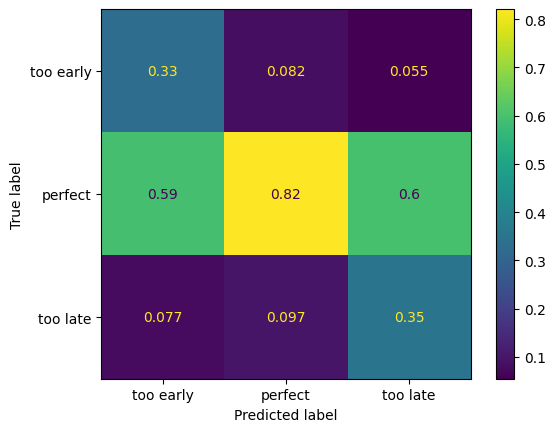 too early 0.33 0.082 0.055
perfect 0.59 0.82 0.6
too late 0.077 0.097 0.35
too early perfect too late
Predicted label
True label
0.8
0.7
0.6
0.5
0.4
0.3
0.2
0.1